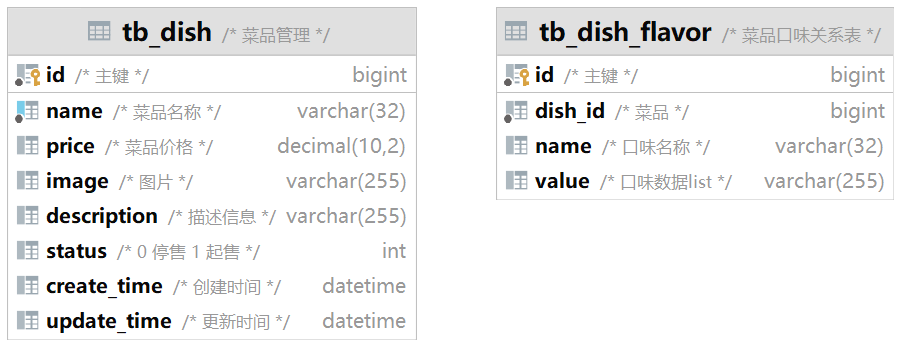 tb_dish /* 菜品管理 */
id /* 主键 */ bigint
name /* 菜品名称 */ varchar(32)
price /* 菜品价格 */ decimal(10,2)
image /* 图片 */ varchar(255)
description /* 描述信息 */ varchar(255)
status /* 0 停售 1 起售 */ int
create_time /* 创建时间 */ datetime
update_time /* 更新时间 */ datetime
tb_dish_flavor /* 菜品口味关系表 */
id /* 主键 */ bigint
dish_id /* 菜品 */ bigint
name /* 口味名称 */ varchar(32)
value /* 口味数据list */ varchar(255)